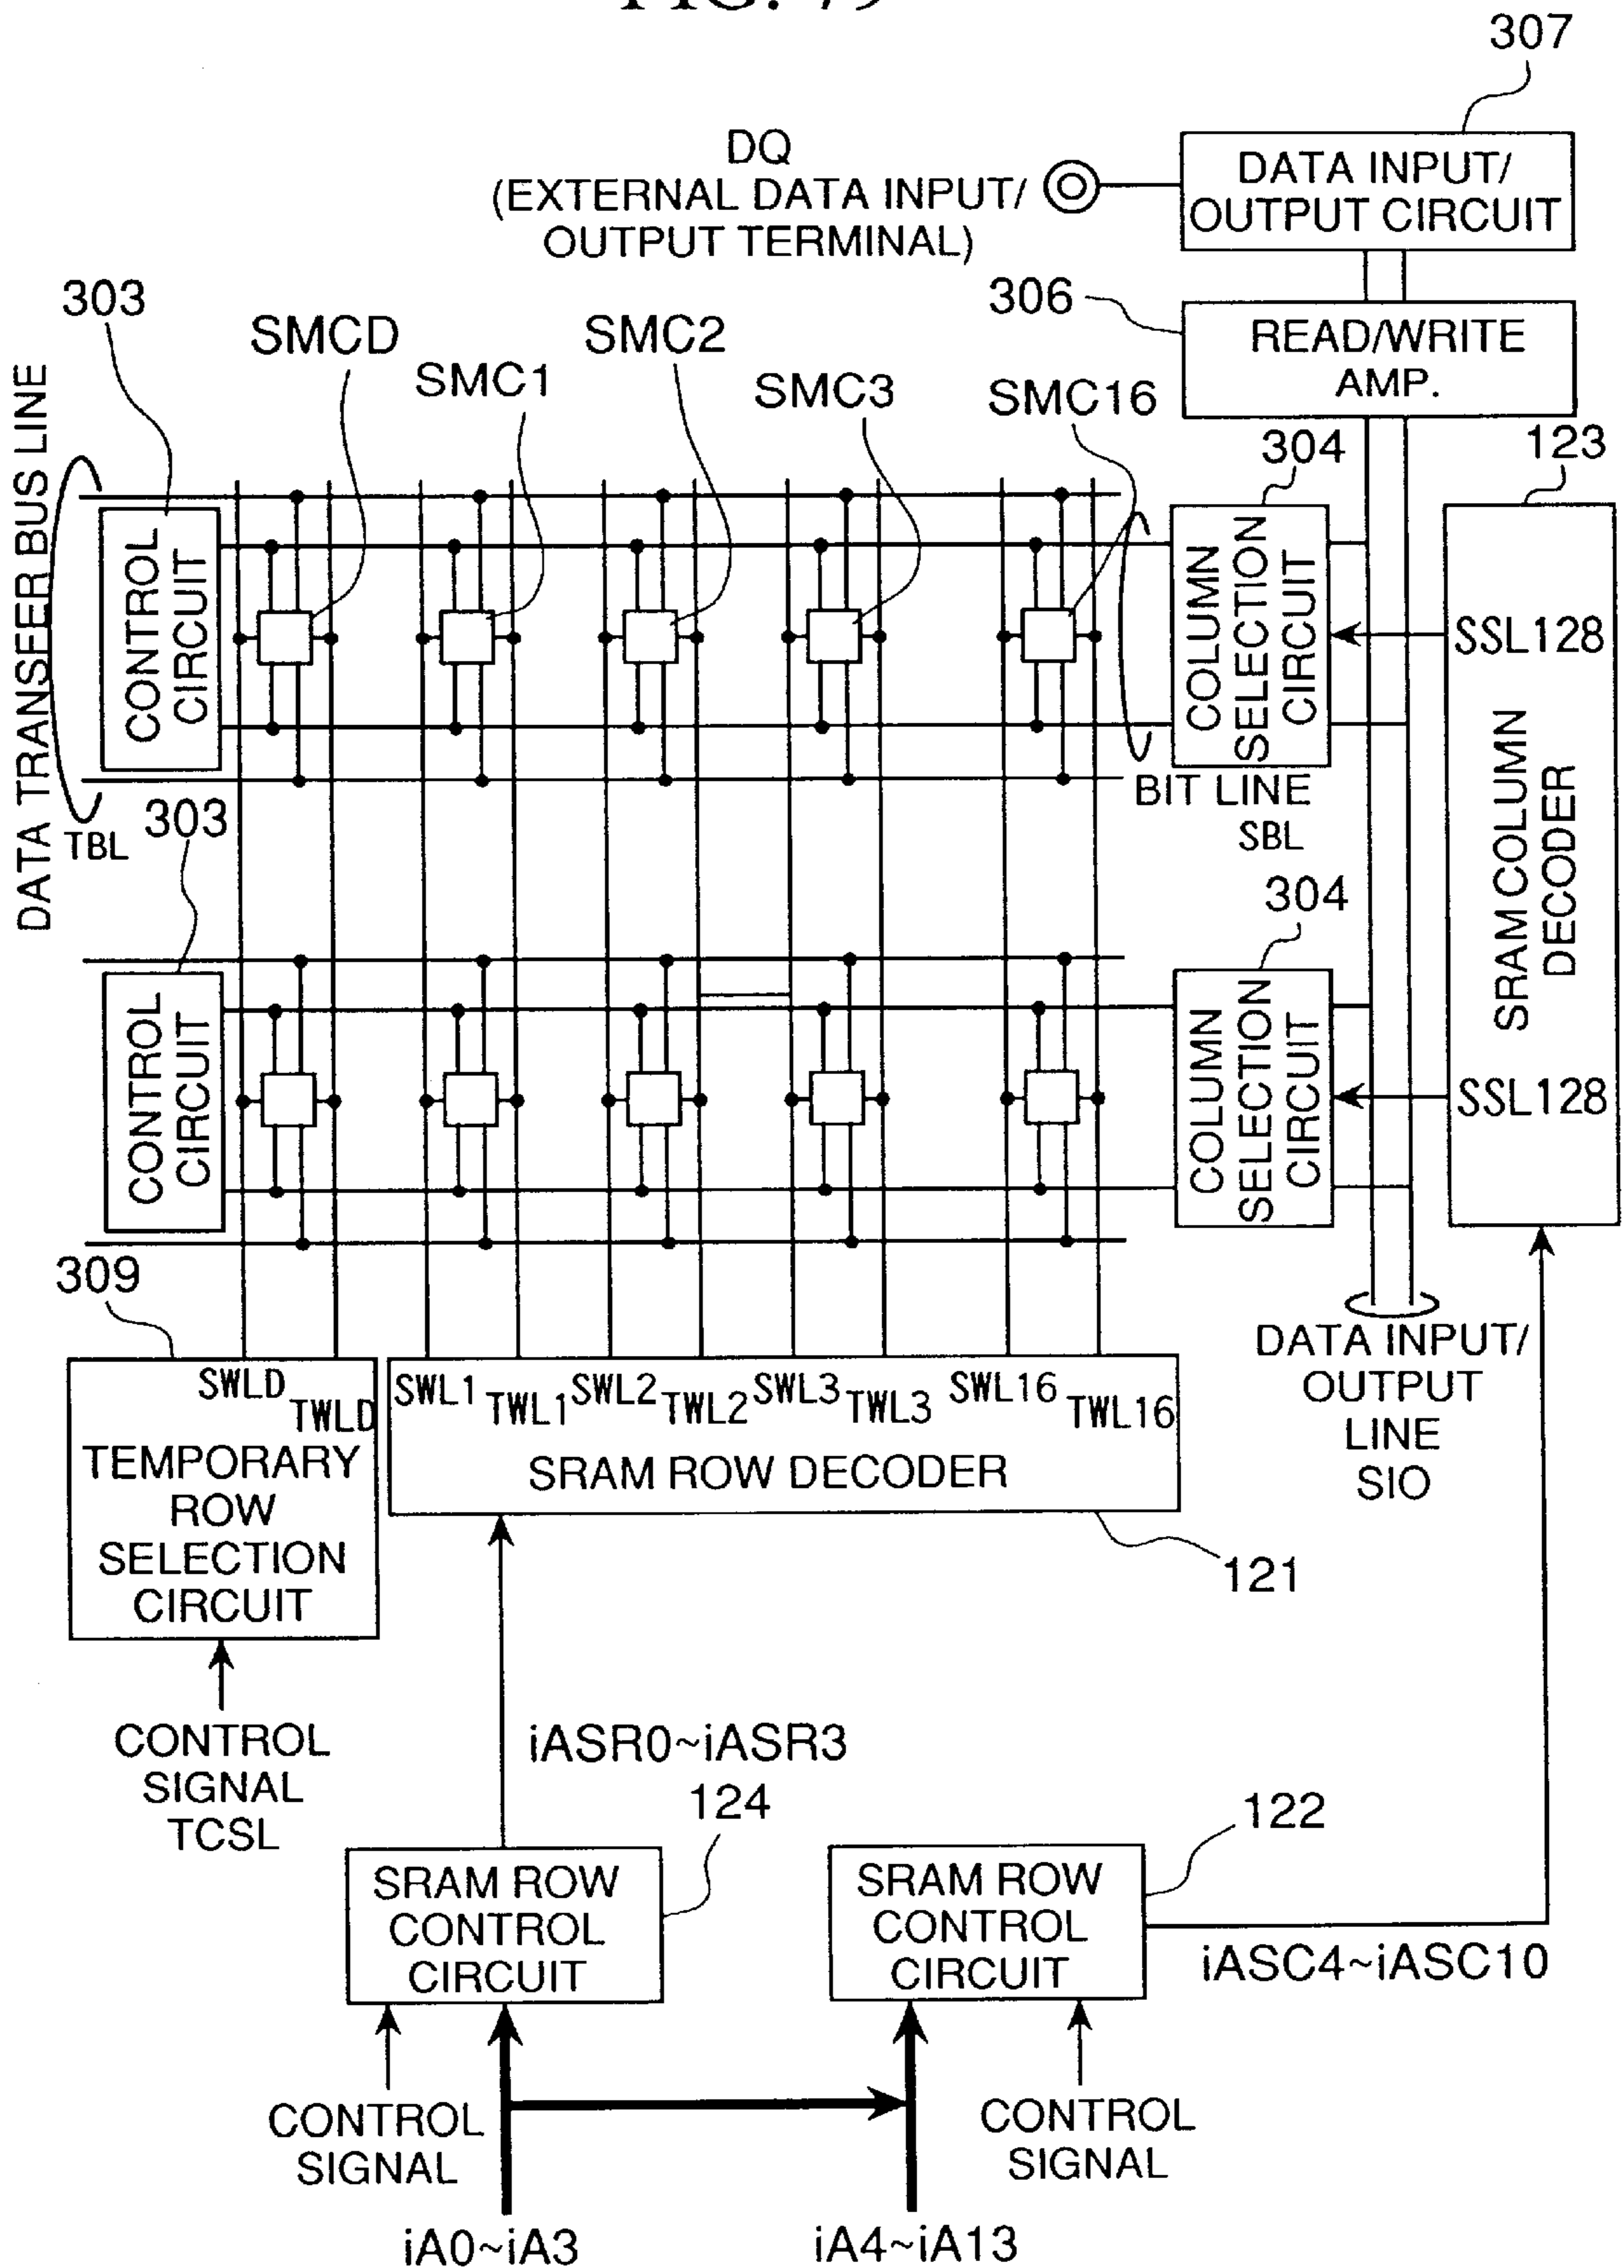 FIG. 79
307
DQ
(EXTERNAL DATA INPUT/
OUTPUT TERMINAL)
DATA INPUT/
OUTPUT CIRCUIT
306
READ/WRITE
AMP.
303
SMCD
SMC1
SMC2
SMC3
SMC16
304
123
DATA TRANSFER BUS LINE
TBL
CONTROL
CIRCUIT
COLUMN
SELECTION
CIRCUIT
SSL128
BIT LINE
SBL
SRAM COLUMN
DECODER
303
304
CONTROL
CIRCUIT
COLUMN
SELECTION
CIRCUIT
SSL128
309
SWLD
TWLD
TEMPORARY
ROW
SELECTION
CIRCUIT
SWL1 TWL1 SWL2 TWL2 SWL3 TWL3 SWL16 TWL16
SRAM ROW DECODER
DATA INPUT/
OUTPUT
LINE
SIO
121
CONTROL
SIGNAL
TCSL
iASR0~iASR3
124
122
SRAM ROW
CONTROL
CIRCUIT
SRAM ROW
CONTROL
CIRCUIT
iASC4~iASC10
CONTROL
SIGNAL
CONTROL
SIGNAL
iA0~iA3
iA4~iA13